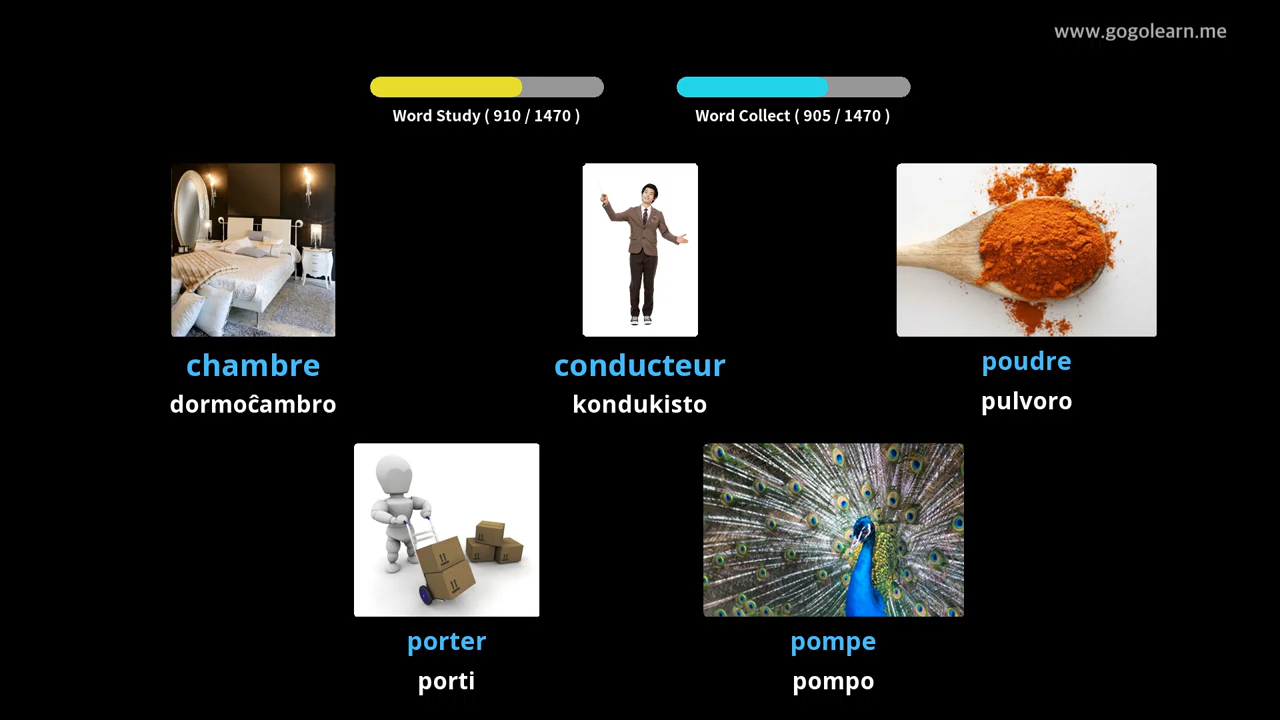 www.gogolearn.me
Word Study ( 910 / 1470 )
Word Collect ( 905 / 1470 )
chambre
dormoĉambro
conducteur
kondukisto
poudre
pulvoro
porter
porti
pompe
pompo